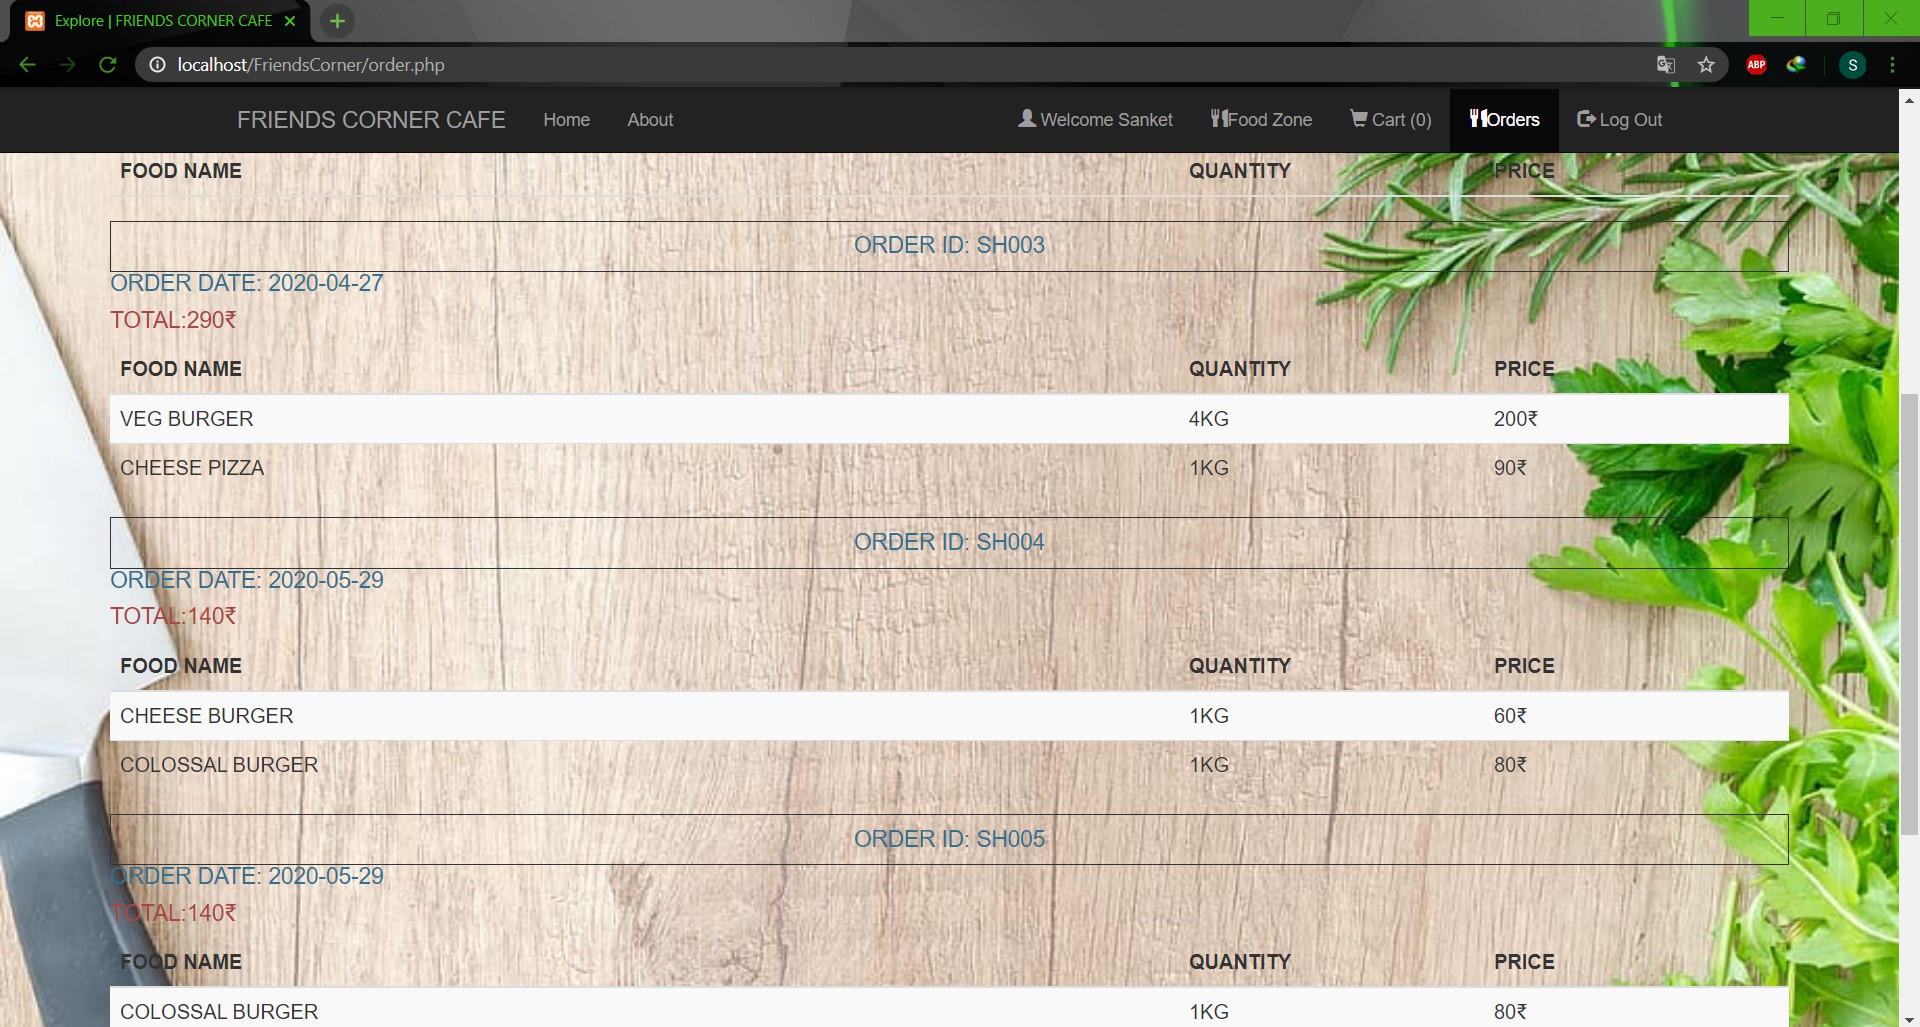 Explore | FRIENDS CORNER CAFE
localhost/FriendsCorner/order.php
ABP
S
FRIENDS CORNER CAFE Home About Welcome Sanket Food Zone Cart (0) Orders Log Out
FOOD NAME QUANTITY PRICE
ORDER ID: SH003
ORDER DATE: 2020-04-27
TOTAL:290₹
FOOD NAME QUANTITY PRICE
VEG BURGER 4KG 200₹
CHEESE PIZZA 1KG 90₹
ORDER ID: SH004
ORDER DATE: 2020-05-29
TOTAL:140₹
FOOD NAME QUANTITY PRICE
CHEESE BURGER 1KG 60₹
COLOSSAL BURGER 1KG 80₹
ORDER ID: SH005
ORDER DATE: 2020-05-29
TOTAL:140₹
FOOD NAME QUANTITY PRICE
COLOSSAL BURGER 1KG 80₹